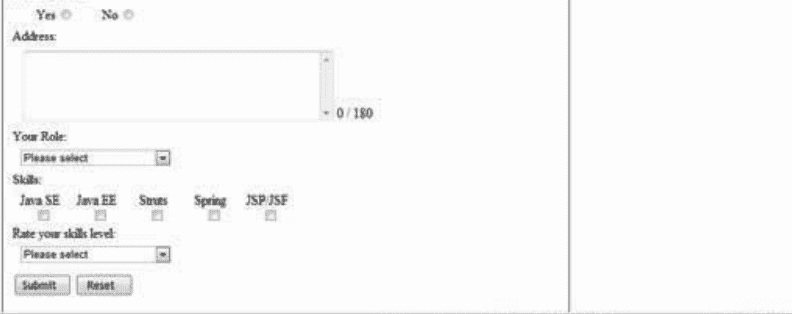 Yes No
Address:
0 / 180
Your Role:
Please select
Skills:
Java SE Java EE Struts Spring JSP/JSF
Rate your skills level:
Please select
Submit Reset